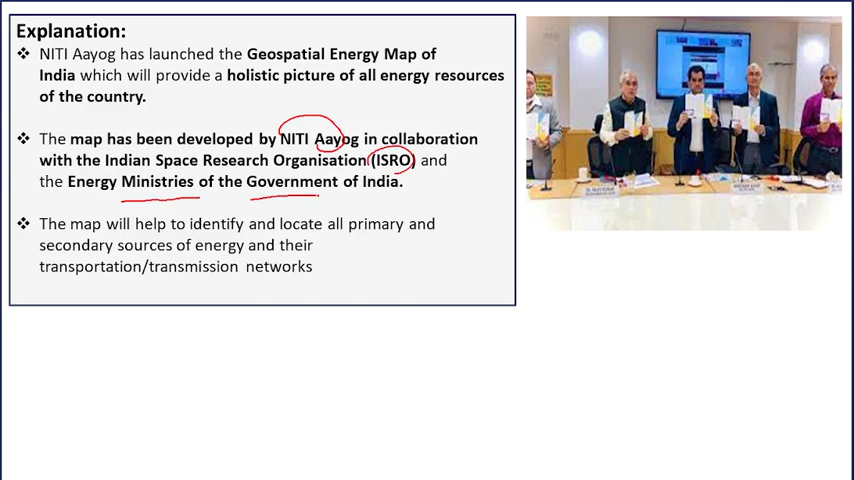 Explanation:
❖ NITI Aayog has launched the Geospatial Energy Map of
India which will provide a holistic picture of all energy resources
of the country.
❖ The map has been developed by NITI Aayog in collaboration
with the Indian Space Research Organisation (ISRO) and
the Energy Ministries of the Government of India.
❖ The map will help to identify and locate all primary and
secondary sources of energy and their
transportation/transmission networks